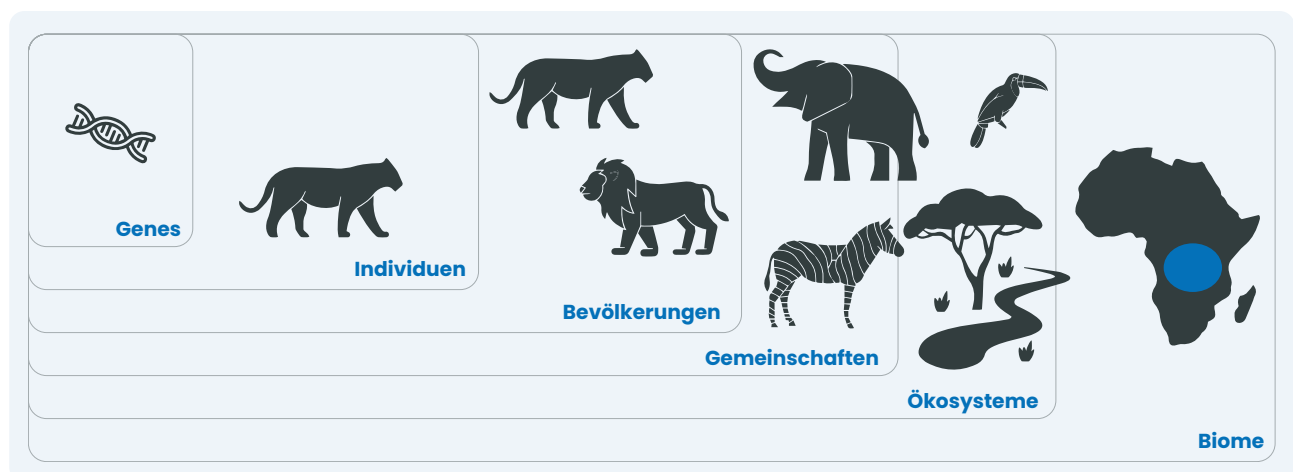 Genes
Individuen
Bevölkerungen
Gemeinschaften
Ökosysteme
Biome